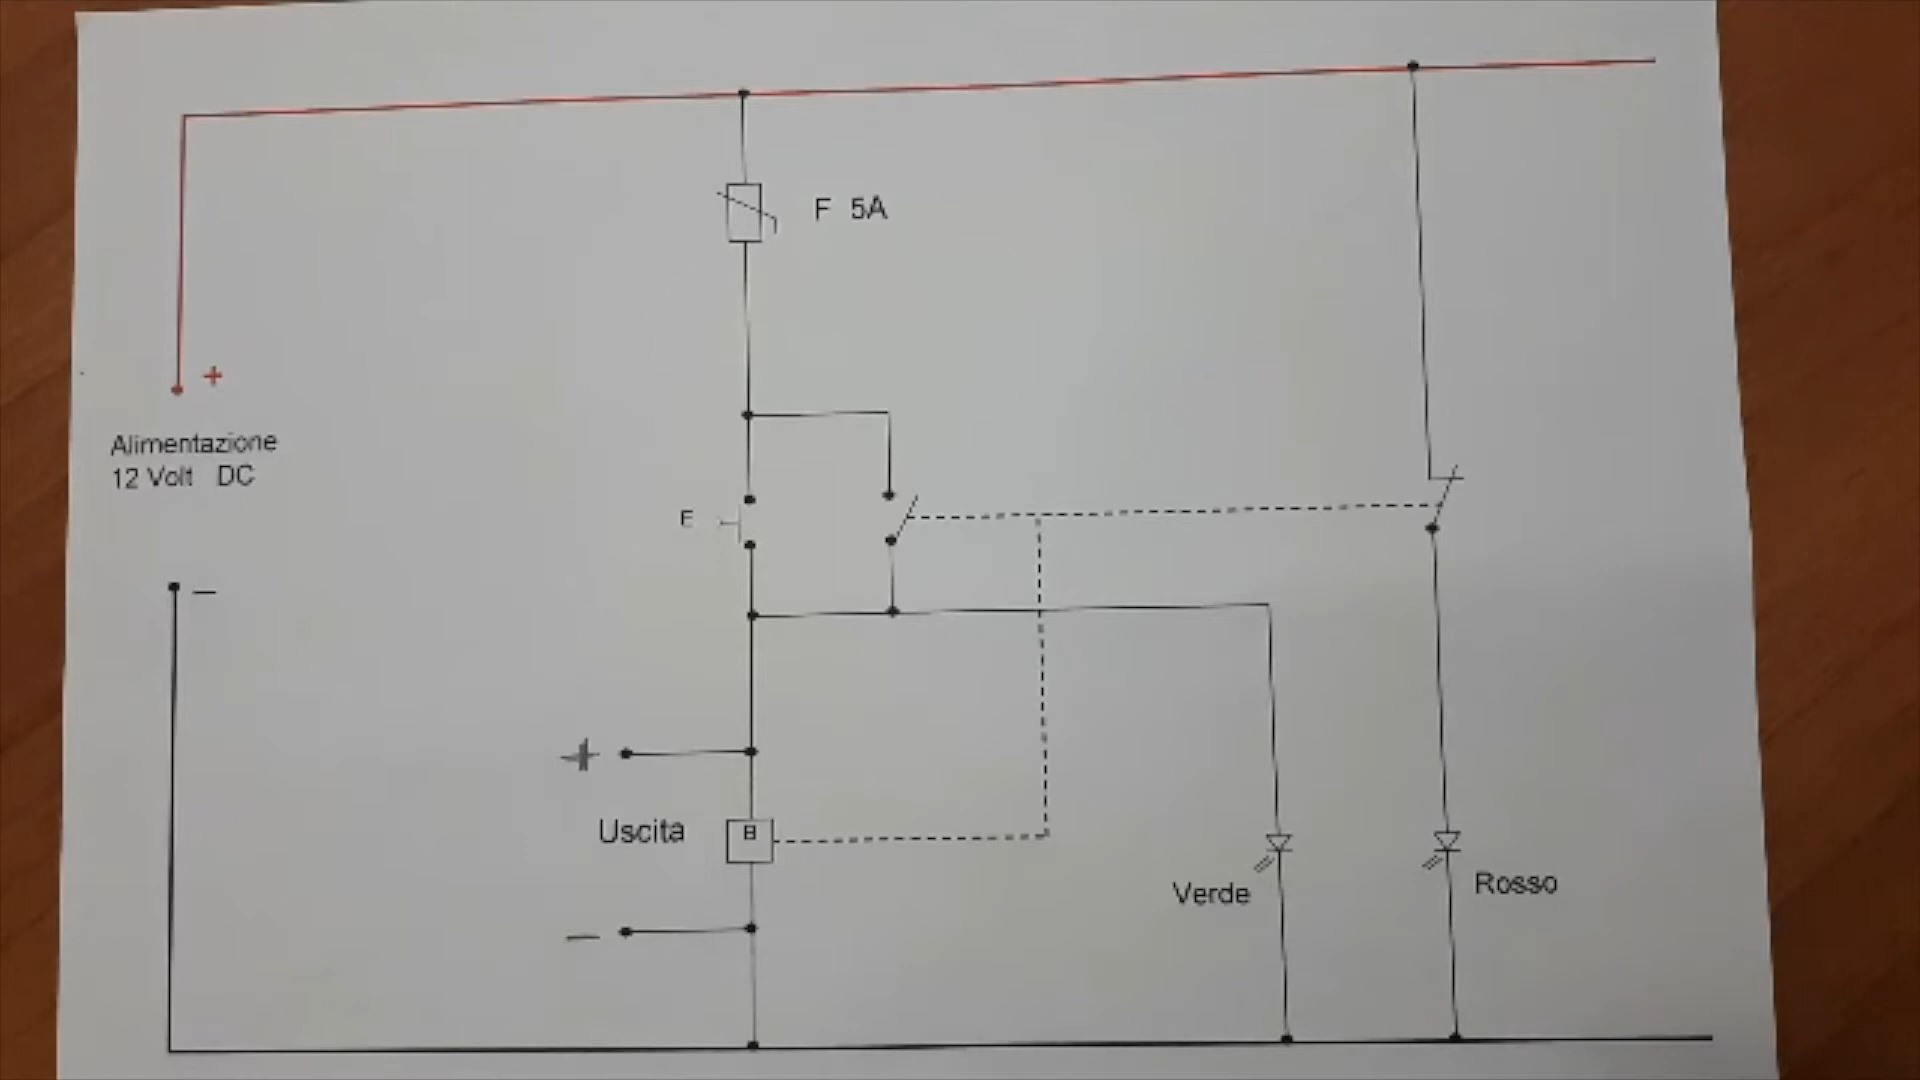 F 5A
+
Alimentazione
12 Volt DC
E
−
+
Uscita
B
−
Verde
Rosso